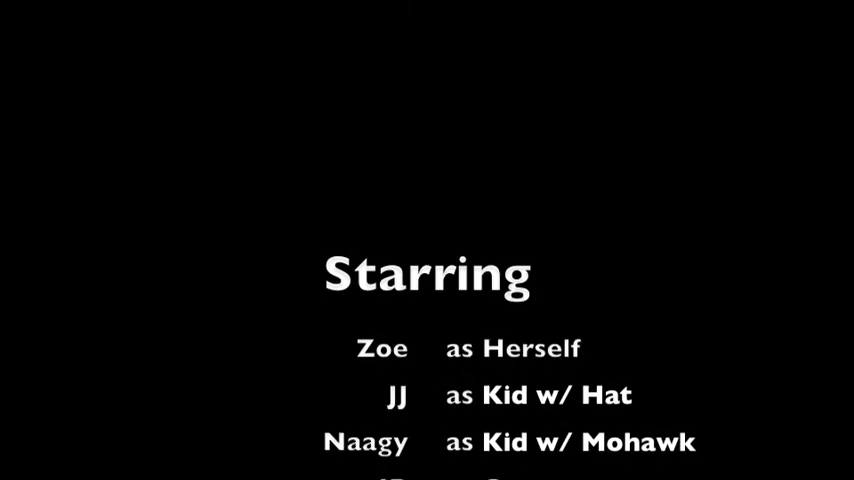 Starring
Zoe as Herself
JJ as Kid w/ Hat
Naagy as Kid w/ Mohawk